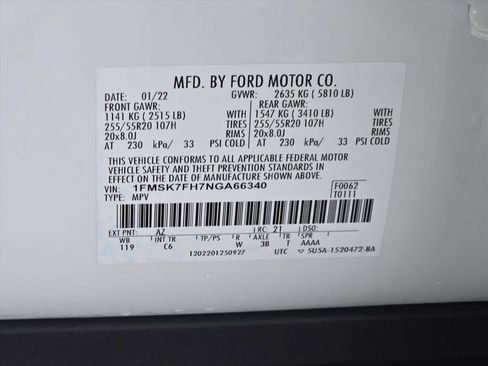 MFD. BY FORD MOTOR CO.
DATE: 01/22 GVWR: 2635 KG ( 5810 LB)
FRONT GAWR: REAR GAWR:
1141 KG ( 2515 LB) 1547 KG ( 3410 LB)
255/55R20 107H TIRES 255/55R20 107H TIRES
20x8.0J RIMS 20x8.0J RIMS
AT 230 kPa/ 33 PSI COLD AT 230 kPa/ 33 PSI COLD
THIS VEHICLE CONFORMS TO ALL APPLICABLE FEDERAL MOTOR
VEHICLE SAFETY AND THEFT PREVENTION STANDARDS IN
EFFECT ON THE DATE OF MANUFACTURE SHOWN ABOVE.
VIN: 1FMSK7FH7NGA66340 F0062
TYPE: MPV T0111
EXT PNT: AZ RC: 21 DSO:
WB INT TR TP/PS R AXLE TR SPR
119 C6 W 3B T AAAA
1202201250927 UTC 5USA-1520472-BA